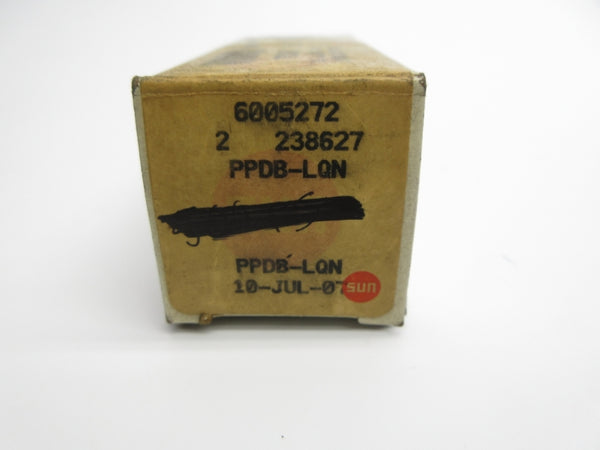 6005272
2 238627
PPDB-LQN
PPDB-LQN
10-JUL-07
sun